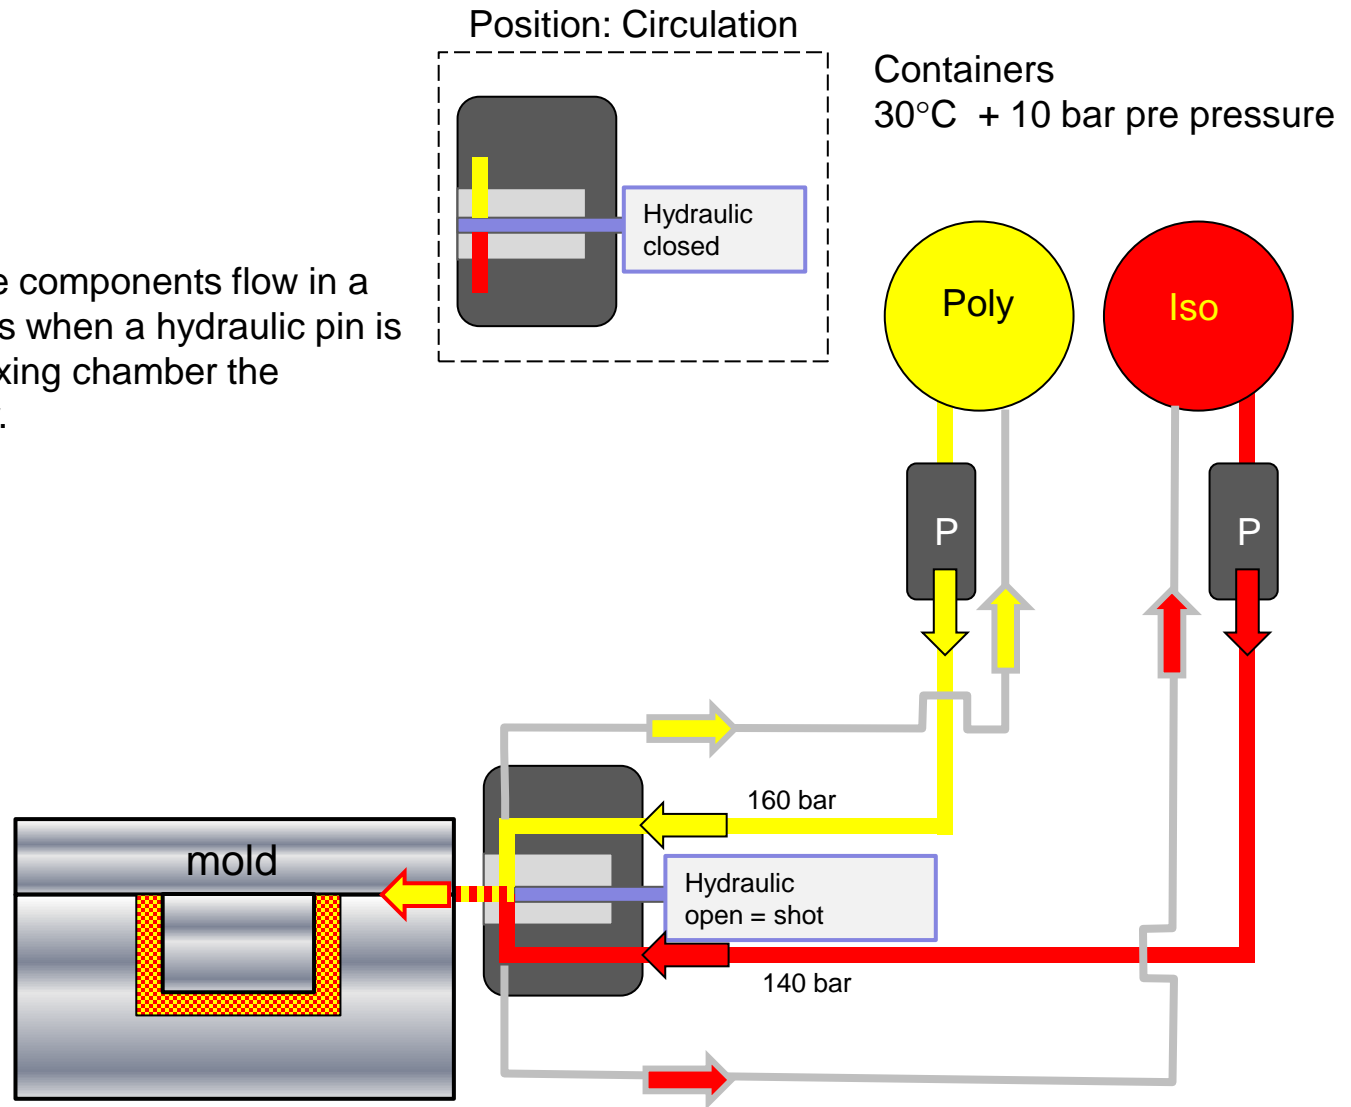 Position: Circulation
Containers
30°C + 10 bar pre pressure
Hydraulic
closed
e components flow in a
s when a hydraulic pin is
xing chamber the
Poly
Iso
P
P
160 bar
mold
Hydraulic
open = shot
140 bar